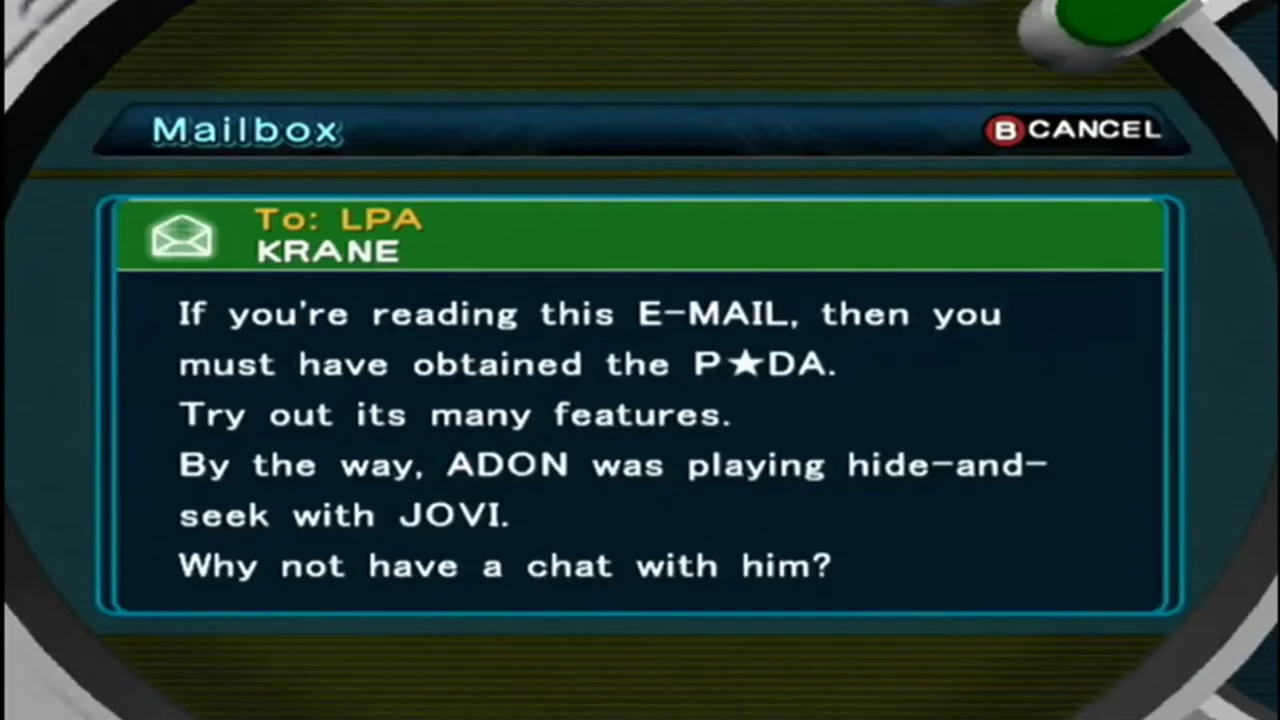 Mailbox
B CANCEL
To: LPA
KRANE
If you're reading this E-MAIL, then you
must have obtained the P★DA.
Try out its many features.
By the way, ADON was playing hide-and-
seek with JOVI.
Why not have a chat with him?